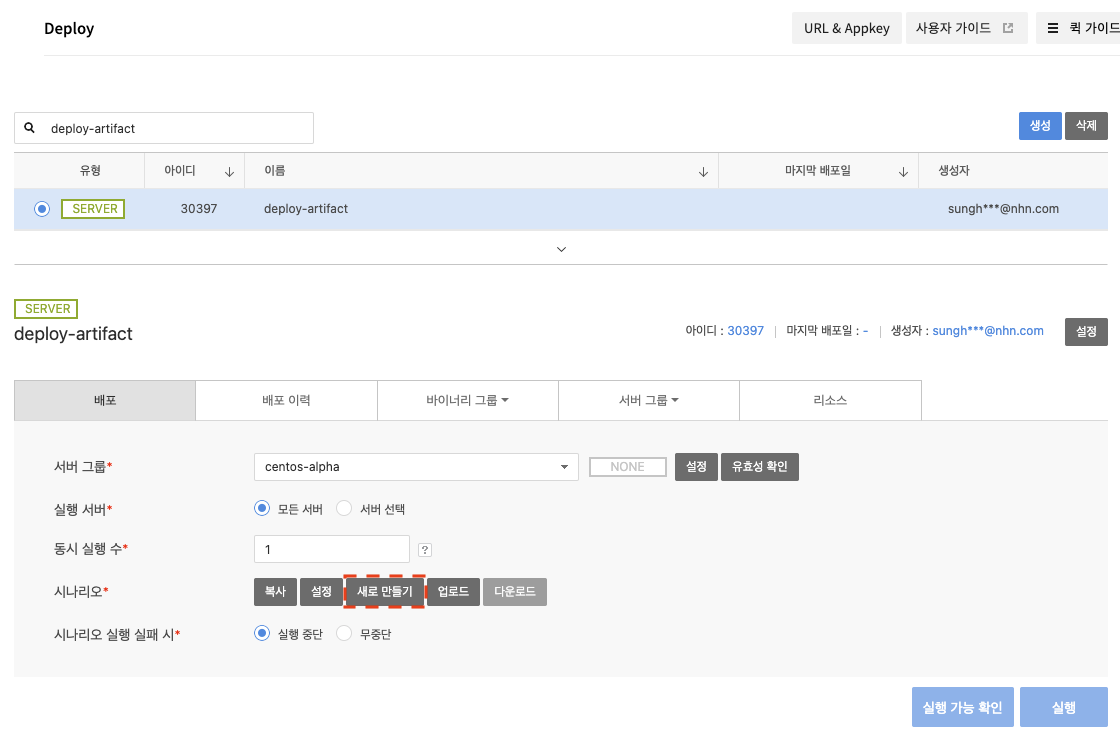 Deploy
URL & Appkey 사용자 가이드 퀵 가이드
deploy-artifact
생성 삭제
유형 아이디 이름 마지막 배포일 생성자
SERVER 30397 deploy-artifact sungh***@nhn.com
SERVER
deploy-artifact
아이디 : 30397 | 마지막 배포일 : - | 생성자 : sungh***@nhn.com 설정
배포 배포 이력 바이너리 그룹 서버 그룹 리소스
서버 그룹* centos-alpha NONE 설정 유효성 확인
실행 서버* 모든 서버 서버 선택
동시 실행 수* 1 ?
시나리오* 복사 설정 새로 만들기 업로드 다운로드
시나리오 실행 실패 시* 실행 중단 무중단
실행 가능 확인 실행